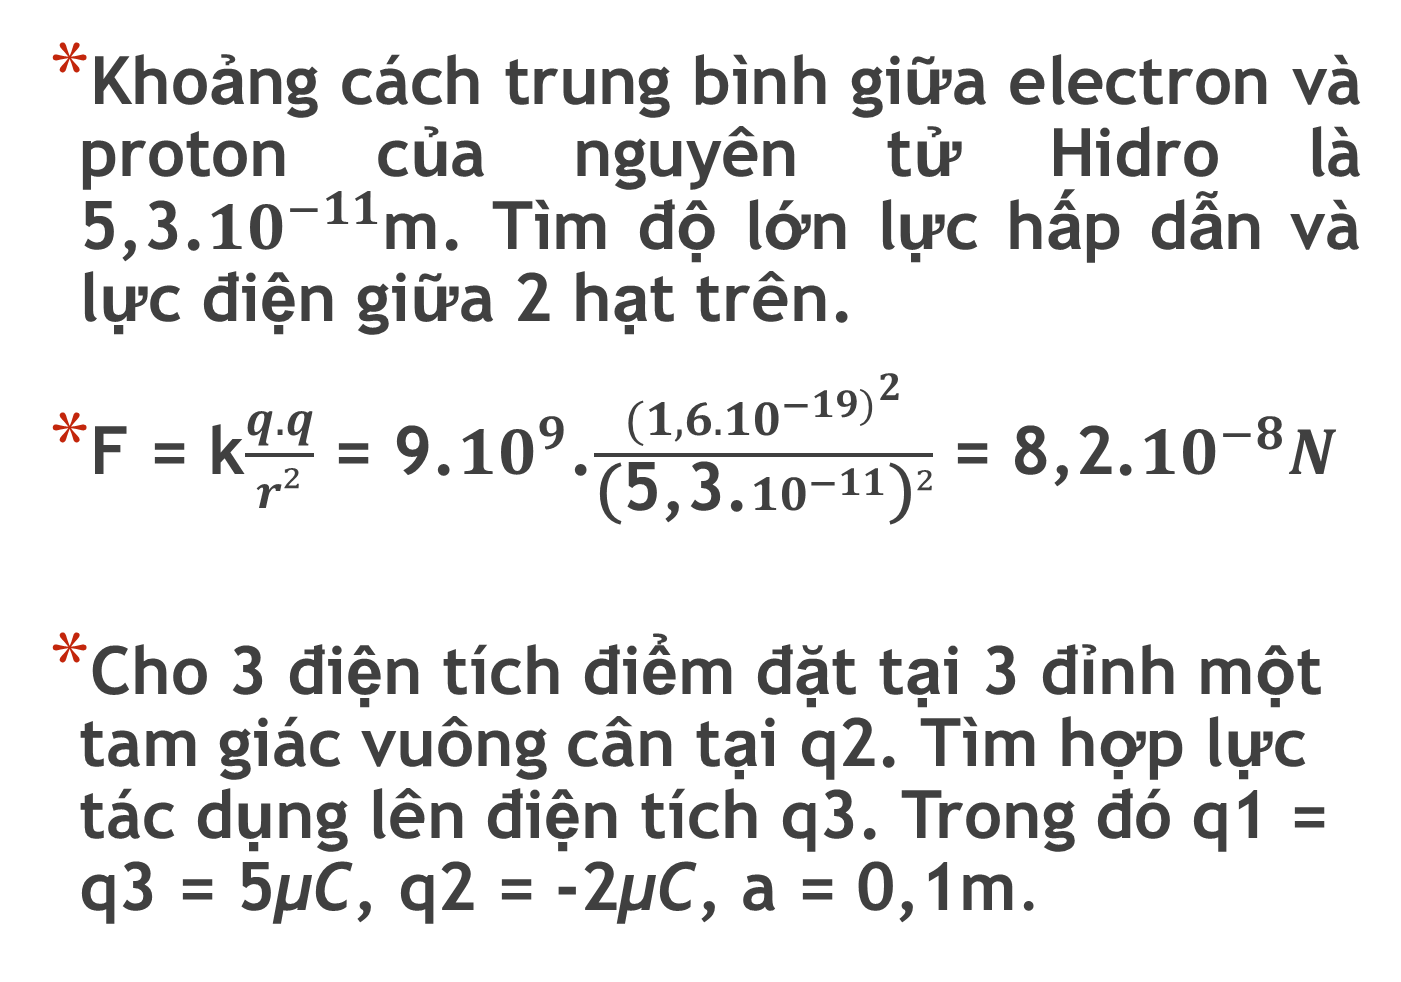 *Khoảng cách trung bình giữa electron và
proton của nguyên tử Hidro là
5,3.10⁻¹¹m. Tìm độ lớn lực hấp dẫn và
lực điện giữa 2 hạt trên.
*F = k\frac{q.q}{r²} = 9.10⁹.\frac{(1,6.10⁻¹⁹)²}{(5,3.10⁻¹¹)²} = 8,2.10⁻⁸N
*Cho 3 điện tích điểm đặt tại 3 đỉnh một
tam giác vuông cân tại q2. Tìm hợp lực
tác dụng lên điện tích q3. Trong đó q1 =
q3 = 5μC, q2 = -2μC, a = 0,1m.